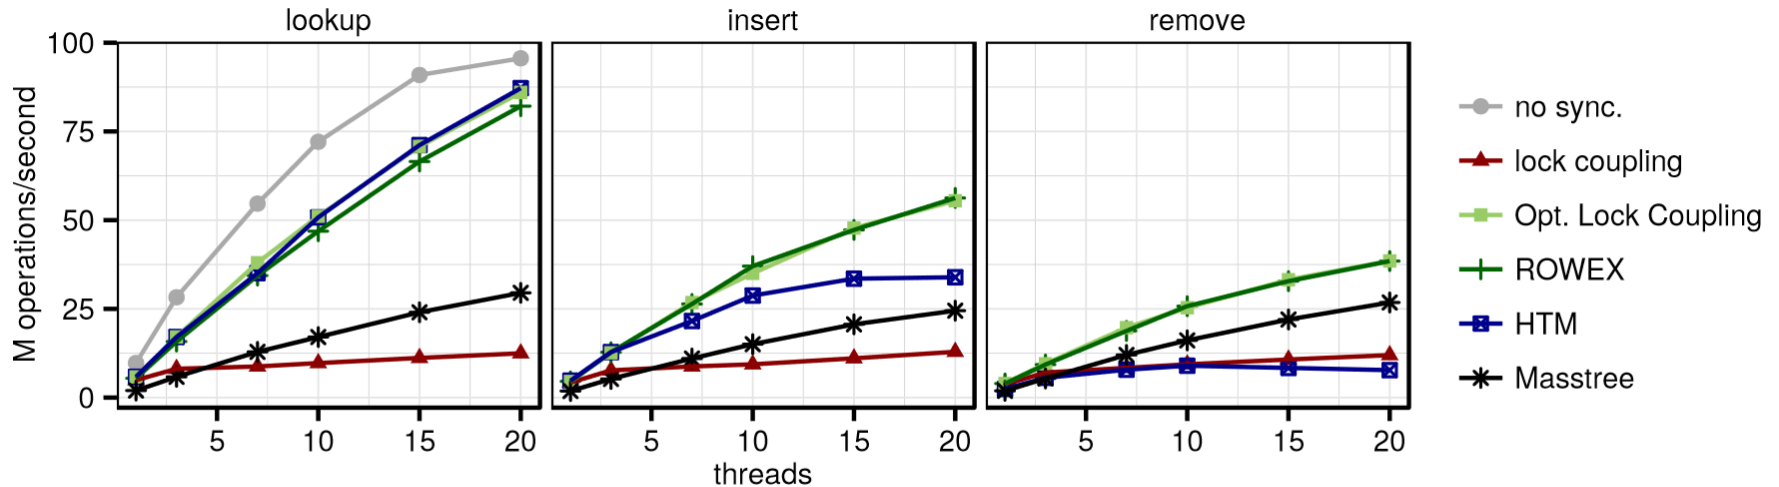 lookup insert remove
M operations/second
100
75
50
25
0
5 10 15 20 5 10 15 20 5 10 15 20
threads
no sync.
lock coupling
Opt. Lock Coupling
ROWEX
HTM
Masstree